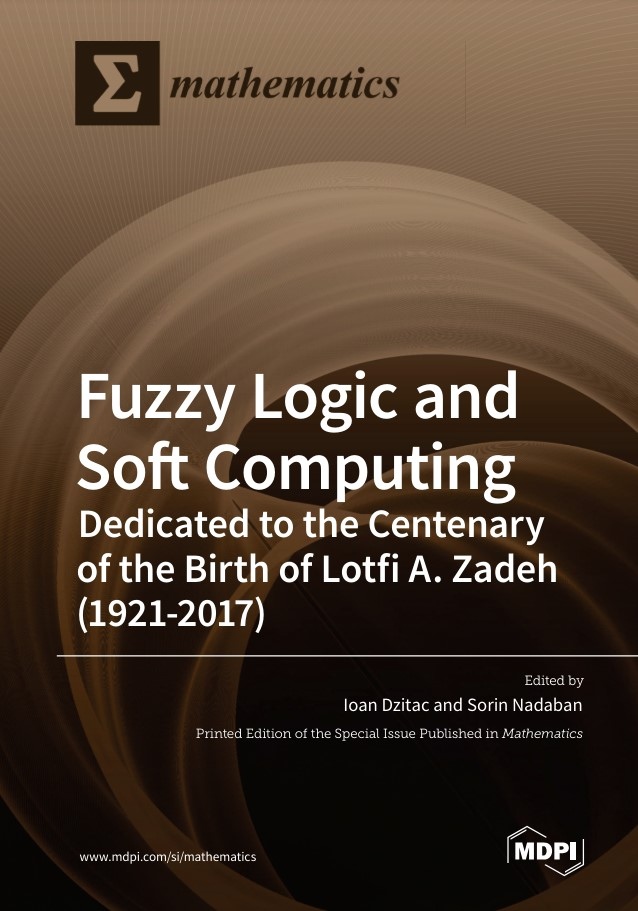 Σ mathematics
Fuzzy Logic and
Soft Computing
Dedicated to the Centenary
of the Birth of Lotfi A. Zadeh
(1921-2017)
Edited by
Ioan Dzitac and Sorin Nadaban
Printed Edition of the Special Issue Published in Mathematics
www.mdpi.com/si/mathematics
MDPI